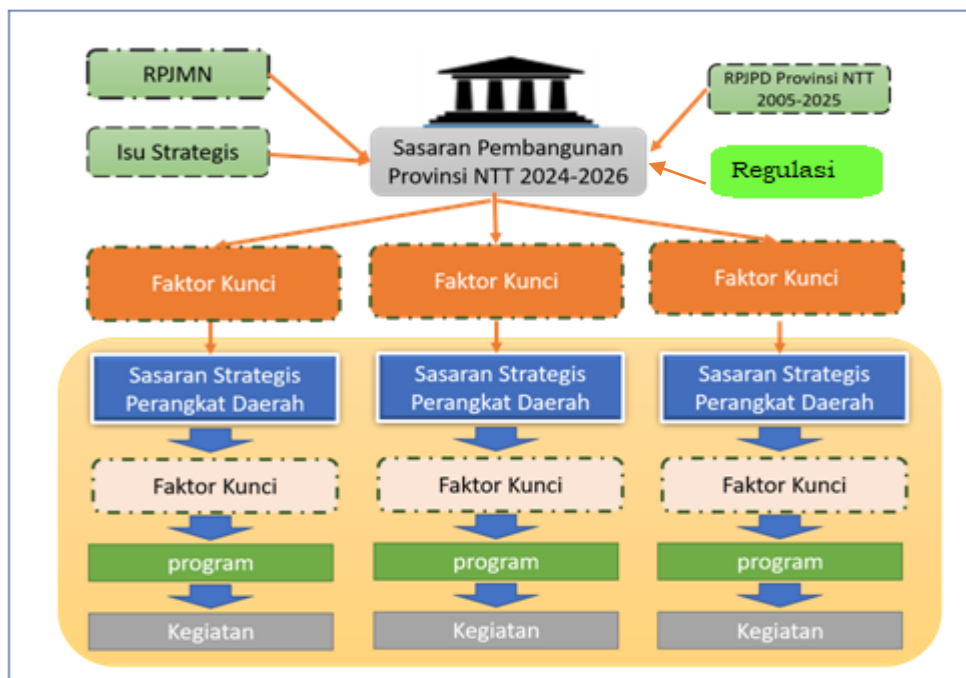 RPJMN
RPJPD Provinsi NTT
2005-2025
Isu Strategis
Sasaran Pembangunan
Provinsi NTT 2024-2026
Regulasi
Faktor Kunci
Faktor Kunci
Faktor Kunci
Sasaran Strategis
Perangkat Daerah
Sasaran Strategis
Perangkat Daerah
Sasaran Strategis
Perangkat Daerah
Faktor Kunci
Faktor Kunci
Faktor Kunci
program
program
program
Kegiatan
Kegiatan
Kegiatan